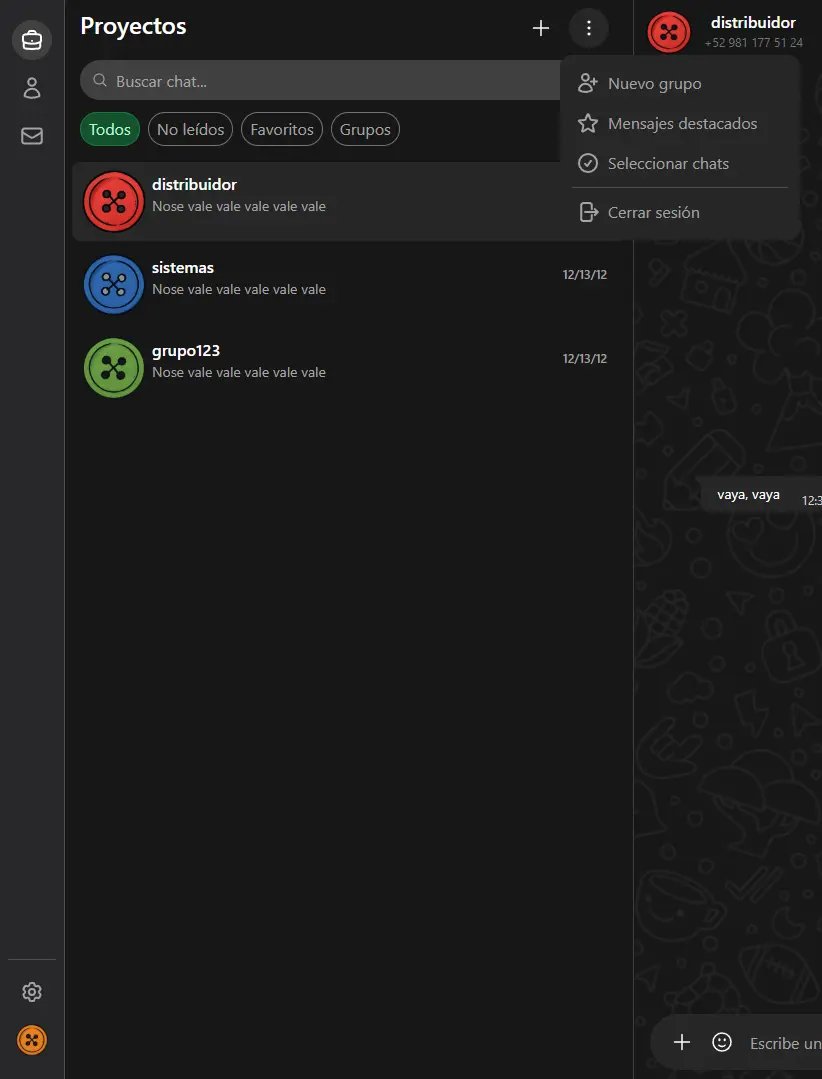 Proyectos
Buscar chat...
Todos
No leídos
Favoritos
Grupos
distribuidor
Nose vale vale vale vale vale
sistemas
12/13/12
Nose vale vale vale vale vale
grupo123
12/13/12
Nose vale vale vale vale vale
distribuidor
+52 981 177 51 24
Nuevo grupo
Mensajes destacados
Seleccionar chats
Cerrar sesión
vaya, vaya
12:3
Escribe un